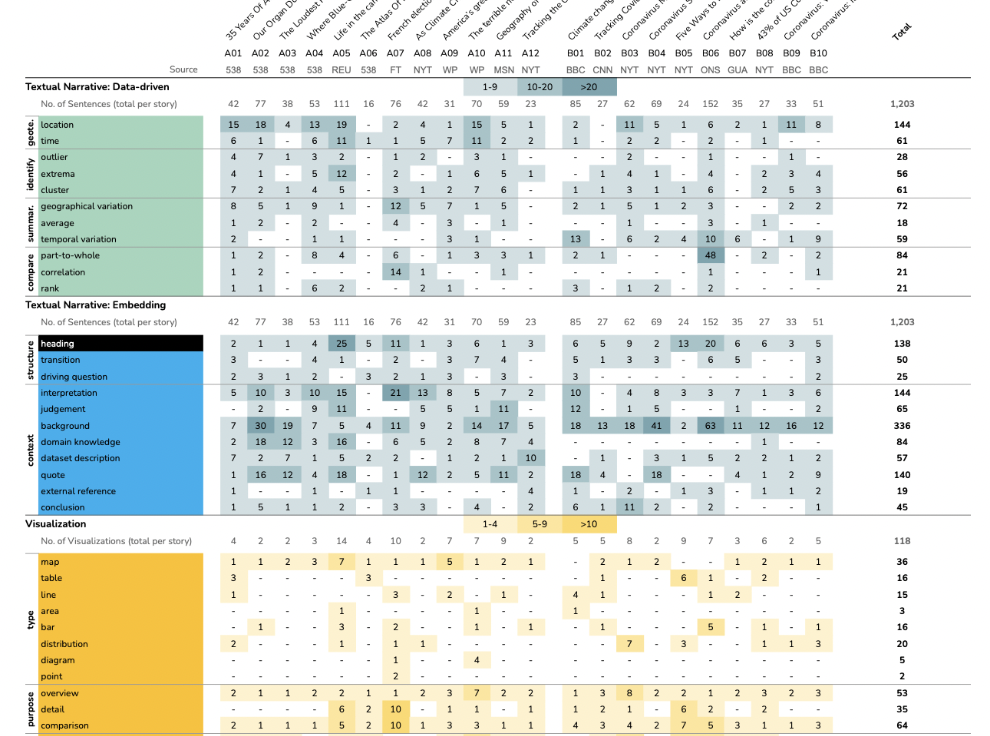 35 Years Of A
Our Organ Do
The Loudest
Where Blue-
Life in the ca
The Atlas Of
French electio
As Climate C
America's gre
The terrible n
Geography o
Tracking the C
Climate chang
Tracking Covi
Coronavirus M
Coronavirus S
Five Ways to
Coronavirus a
How is the co
43% of US Co
Coronavirus:
Coronavirus:
Total
A01 A02 A03 A04 A05 A06 A07 A08 A09 A10 A11 A12 B01 B02 B03 B04 B05 B06 B07 B08 B09 B10
Source 538 538 538 538 REU 538 FT NYT WP WP MSN NYT BBC CNN NYT NYT NYT ONS GUA NYT BBC BBC
Textual Narrative: Data-driven 1-9 10-20 >20
No. of Sentences (total per story) 42 77 38 53 111 16 76 42 31 70 59 23 85 27 62 69 24 152 35 27 33 51 1,203
geote.
location 15 18 4 13 19 - 2 4 1 15 5 1 2 - 11 5 1 6 2 1 11 8 144
time 6 1 - 6 11 1 1 5 7 11 2 2 1 - 2 2 - 2 - 1 - - 61
identify
outlier 4 7 1 3 2 - 1 2 - 3 1 - - - 2 - - 1 - - 1 - 28
extrema 4 1 - 5 12 - 2 - 1 6 5 1 - 1 4 1 - 4 - 2 3 4 56
cluster 7 2 1 4 5 - 3 1 2 7 6 - 1 1 3 1 1 6 - 2 5 3 61
summar.
geographical variation 8 5 1 9 1 - 12 5 7 1 5 - 2 1 5 1 2 3 - - 2 2 72
average 1 2 - 2 - - 4 - 3 - 1 - - - 1 - - 3 - 1 - - 18
temporal variation 2 - - 1 1 - - - 3 1 - - 13 - 6 2 4 10 6 - 1 9 59
compare
part-to-whole 1 2 - 8 4 - 6 - 1 3 3 1 2 1 - - - 48 - 2 - 2 84
correlation 1 2 - - - - 14 1 - - 1 - - - - - - 1 - - - 1 21
rank 1 1 - 6 2 - - 2 1 - - - 3 - 1 2 - 2 - - - - 21
Textual Narrative: Embedding
No. of Sentences (total per story) 42 77 38 53 111 16 76 42 31 70 59 23 85 27 62 69 24 152 35 27 33 51 1,203
structure
heading 2 1 1 4 25 5 11 1 3 6 1 3 6 5 9 2 13 20 6 6 3 5 138
transition 3 - - 4 1 - 2 - 3 7 4 - 5 1 3 3 - 6 5 - - 3 50
driving question 2 3 1 2 - 3 2 1 3 - 3 - 3 - - - - - - - - 2 25
context
interpretation 5 10 3 10 15 - 21 13 8 5 7 2 10 - 4 8 3 3 7 1 3 6 144
judgement - 2 - 9 11 - - 5 5 1 11 - 12 - 1 5 - - 1 - - 2 65
background 7 30 19 7 5 4 11 9 2 14 17 5 18 13 18 41 2 63 11 12 16 12 336
domain knowledge 2 18 12 3 16 - 6 5 2 8 7 4 - - - - - - - 1 - - 84
dataset description 7 2 7 1 5 2 2 - 1 2 1 10 - 1 - 3 1 5 2 2 1 2 57
quote 1 16 12 4 18 - 1 12 2 5 11 2 18 4 - 18 - - 4 1 2 9 140
external reference 1 - - 1 - 1 1 - - - - 4 1 - 2 - 1 3 - 1 1 2 19
conclusion 1 5 1 1 2 - 3 3 - 4 - 2 6 1 11 2 - 2 - - - 1 45
Visualization 1-4 5-9 >10
No. of Visualizations (total per story) 4 2 2 3 14 4 10 2 7 7 9 2 5 5 8 2 9 7 3 6 2 5 118
type
map 1 1 2 3 7 1 1 1 5 1 2 1 - 2 1 2 - - 1 2 1 1 36
table 3 - - - - 3 - - - - - - - 1 - - 6 1 - 2 - - 16
line 1 - - - - - 3 - 2 - 1 - 4 1 - - - 1 2 - - - 15
area - - - - 1 - - - - 1 - - 1 - - - - - - - - - 3
bar - 1 - - 3 - 2 - - 1 - 1 - 1 - - - 5 - 1 - 1 16
distribution 2 - - - 1 - 1 1 - - - - - - 7 - 3 - - 1 1 3 20
diagram - - - - - - 1 - - 4 - - - - - - - - - - - - 5
point - - - - - - 2 - - - - - - - - - - - - - - - 2
purpose
overview 2 1 1 2 2 1 1 2 3 7 2 2 1 3 8 2 2 1 2 3 2 3 53
detail - - - - 6 2 10 - 1 1 - 1 1 2 1 - 6 2 - 2 - - 35
comparison 2 1 1 1 5 2 10 1 3 3 1 1 4 3 4 2 7 5 3 1 1 3 64